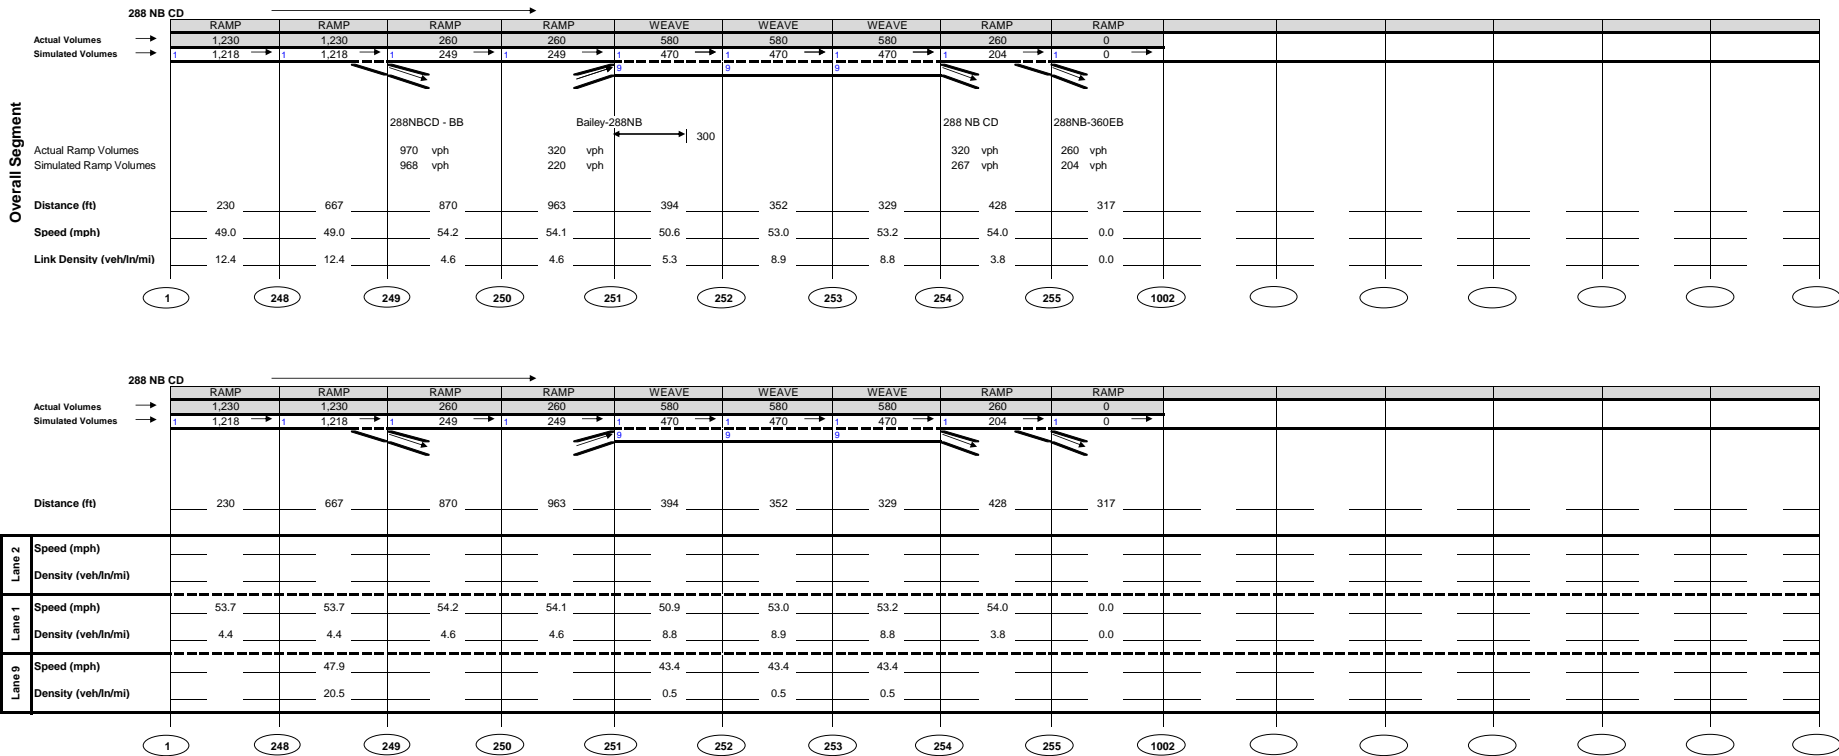 288 NB CD
RAMP RAMP RAMP RAMP WEAVE WEAVE WEAVE RAMP RAMP
Actual Volumes 1,230 1,230 260 260 580 580 580 260 0
Simulated Volumes 1 1,218 1 1,218 1 249 1 249 1 470 1 470 1 470 1 204 1 0
9 9 9
Overall Segment
288NBCD - BB Bailey-288NB 288 NB CD 288NB-360EB
300
Actual Ramp Volumes 970 vph 320 vph 320 vph 260 vph
Simulated Ramp Volumes 968 vph 220 vph 267 vph 204 vph
Distance (ft) 230 667 870 963 394 352 329 428 317
Speed (mph) 49.0 49.0 54.2 54.1 50.6 53.0 53.2 54.0 0.0
Link Density (veh/ln/mi) 12.4 12.4 4.6 4.6 5.3 8.9 8.8 3.8 0.0
1 248 249 250 251 252 253 254 255 1002
288 NB CD
RAMP RAMP RAMP RAMP WEAVE WEAVE WEAVE RAMP RAMP
Actual Volumes 1,230 1,230 260 260 580 580 580 260 0
Simulated Volumes 1 1,218 1 1,218 1 249 1 249 1 470 1 470 1 470 1 204 1 0
9 9 9
Distance (ft) 230 667 870 963 394 352 329 428 317
Lane 2
Speed (mph)
Density (veh/ln/mi)
Lane 1
Speed (mph) 53.7 53.7 54.2 54.1 50.9 53.0 53.2 54.0 0.0
Density (veh/ln/mi) 4.4 4.4 4.6 4.6 8.8 8.9 8.8 3.8 0.0
Lane 9
Speed (mph) 47.9 43.4 43.4 43.4
Density (veh/ln/mi) 20.5 0.5 0.5 0.5
1 248 249 250 251 252 253 254 255 1002